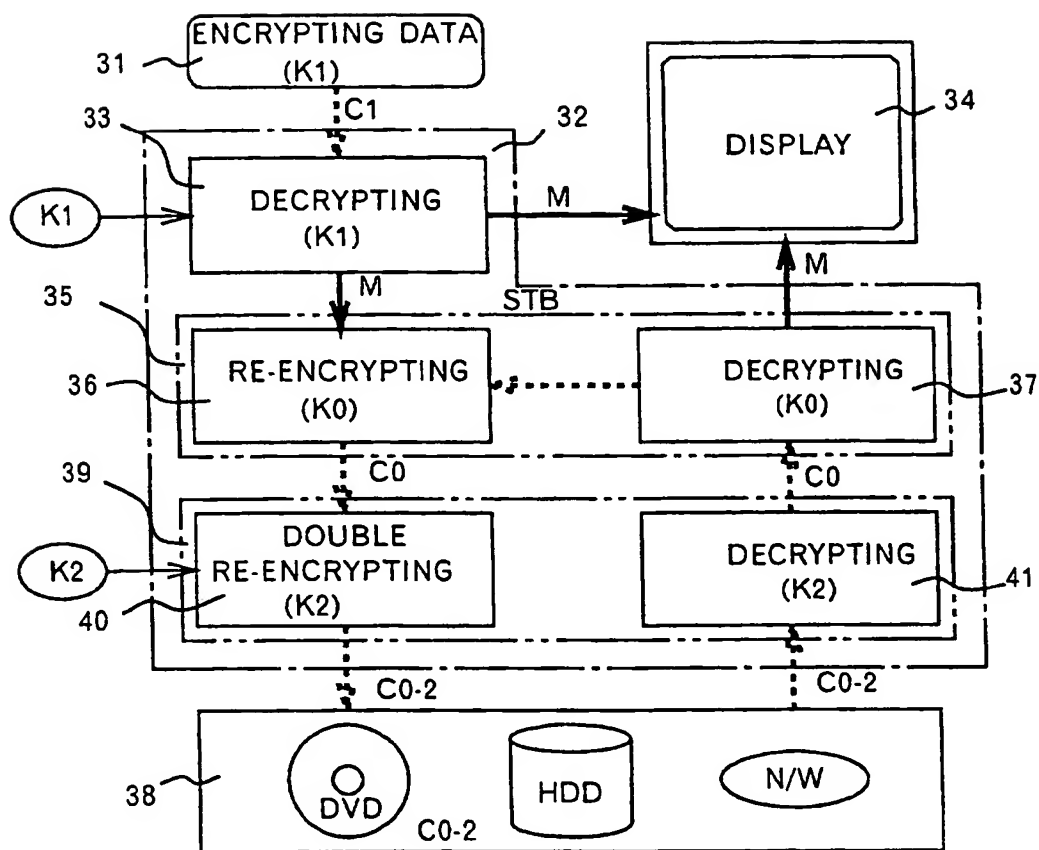 ENCRYPTING DATA
(K1)
31
C1
33
32
34
DISPLAY
DECRYPTING
(K1)
K1
M
M
M
STB
35
36
RE-ENCRYPTING
(K0)
DECRYPTING
(K0)
37
C0
C0
39
DOUBLE
RE-ENCRYPTING
(K2)
K2
40
DECRYPTING
(K2)
41
C0-2
C0-2
38
DVD
HDD
N/W
C0-2